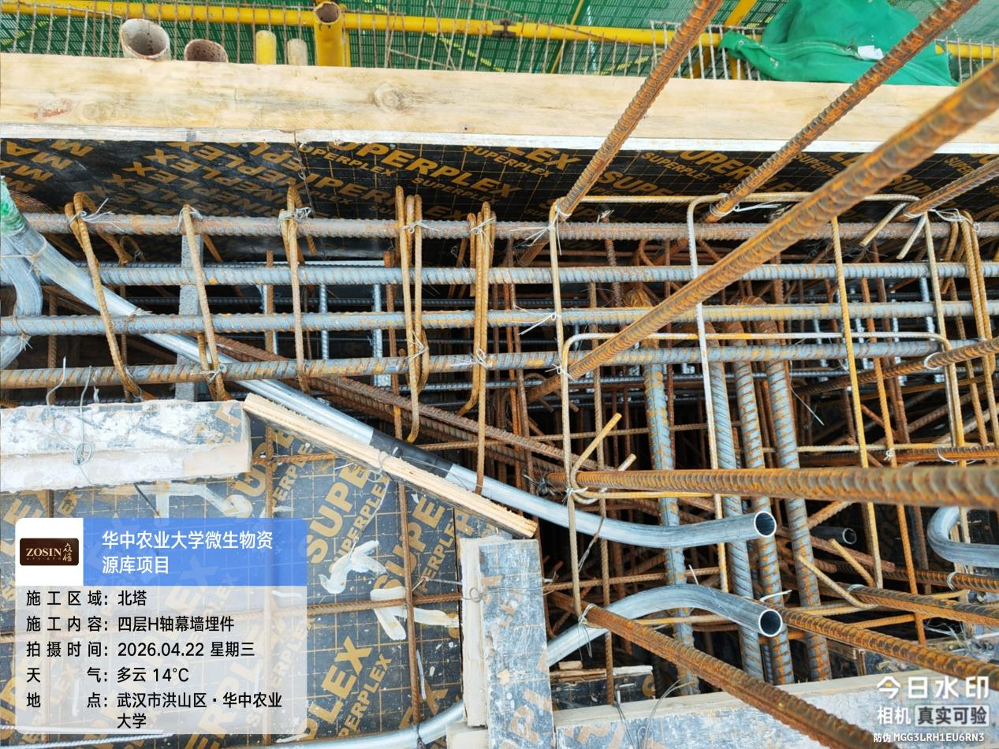 SUPERPLEX
SUPERPLEX
SUPERPLEX
SUPERPLEX
ZOSIN 众信
华中农业大学微生物资
源库项目
施工区域：北塔
施工内容：四层H轴幕墙埋件
拍摄时间：2026.04.22 星期三
天气：多云 14℃
地点：武汉市洪山区·华中农业
大学
今日水印
相机 真实可验
防伪 MGG3LRH1EU6RN3